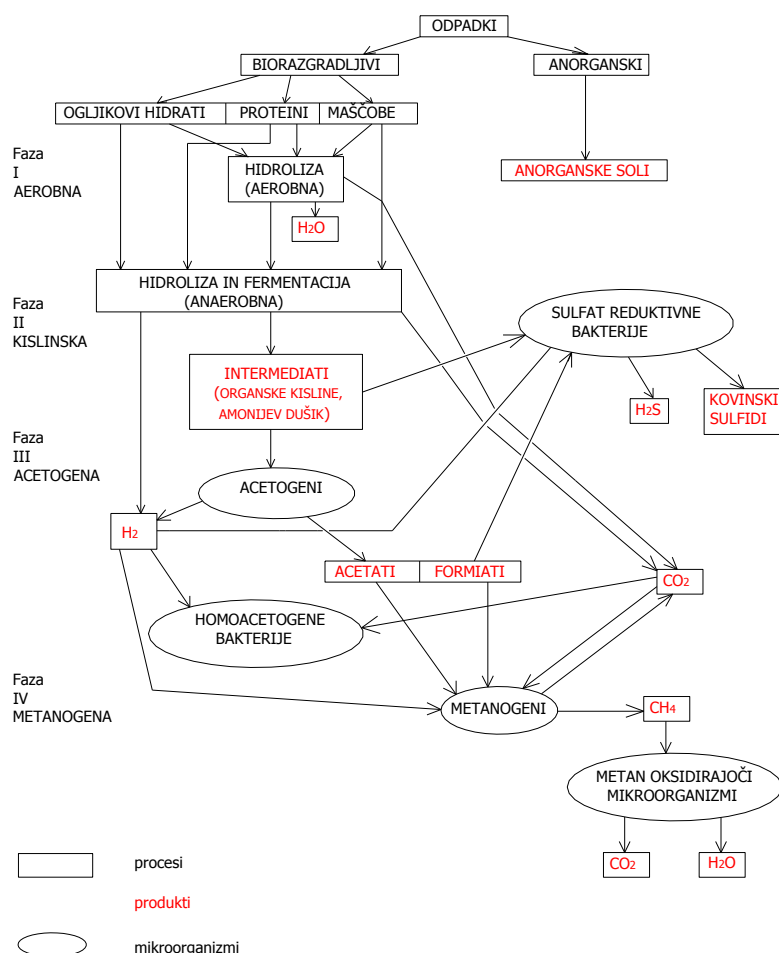 ODPADKI
BIORAZGRADLJIVI
ANORGANSKI
OGLJIKOVI HIDRATI
PROTEINI
MAŠČOBE
Faza
I
AEROBNA
HIDROLIZA
(AEROBNA)
ANORGANSKE SOLI
H2O
HIDROLIZA IN FERMENTACIJA
(ANAEROBNA)
Faza
II
KISLINSKA
SULFAT REDUKTIVNE
BAKTERIJE
INTERMEDIATI
(ORGANSKE KISLINE,
AMONIJEV DUŠIK)
H2S
KOVINSKI
SULFIDI
Faza
III
ACETOGENA
ACETOGENI
H2
ACETATI
FORMIATI
CO2
HOMOACETOGENE
BAKTERIJE
Faza
IV
METANOGENA
METANOGENI
CH4
METAN OKSIDIRAJOČI
MIKROORGANIZMI
CO2
H2O
procesi
produkti
mikroorganizmi